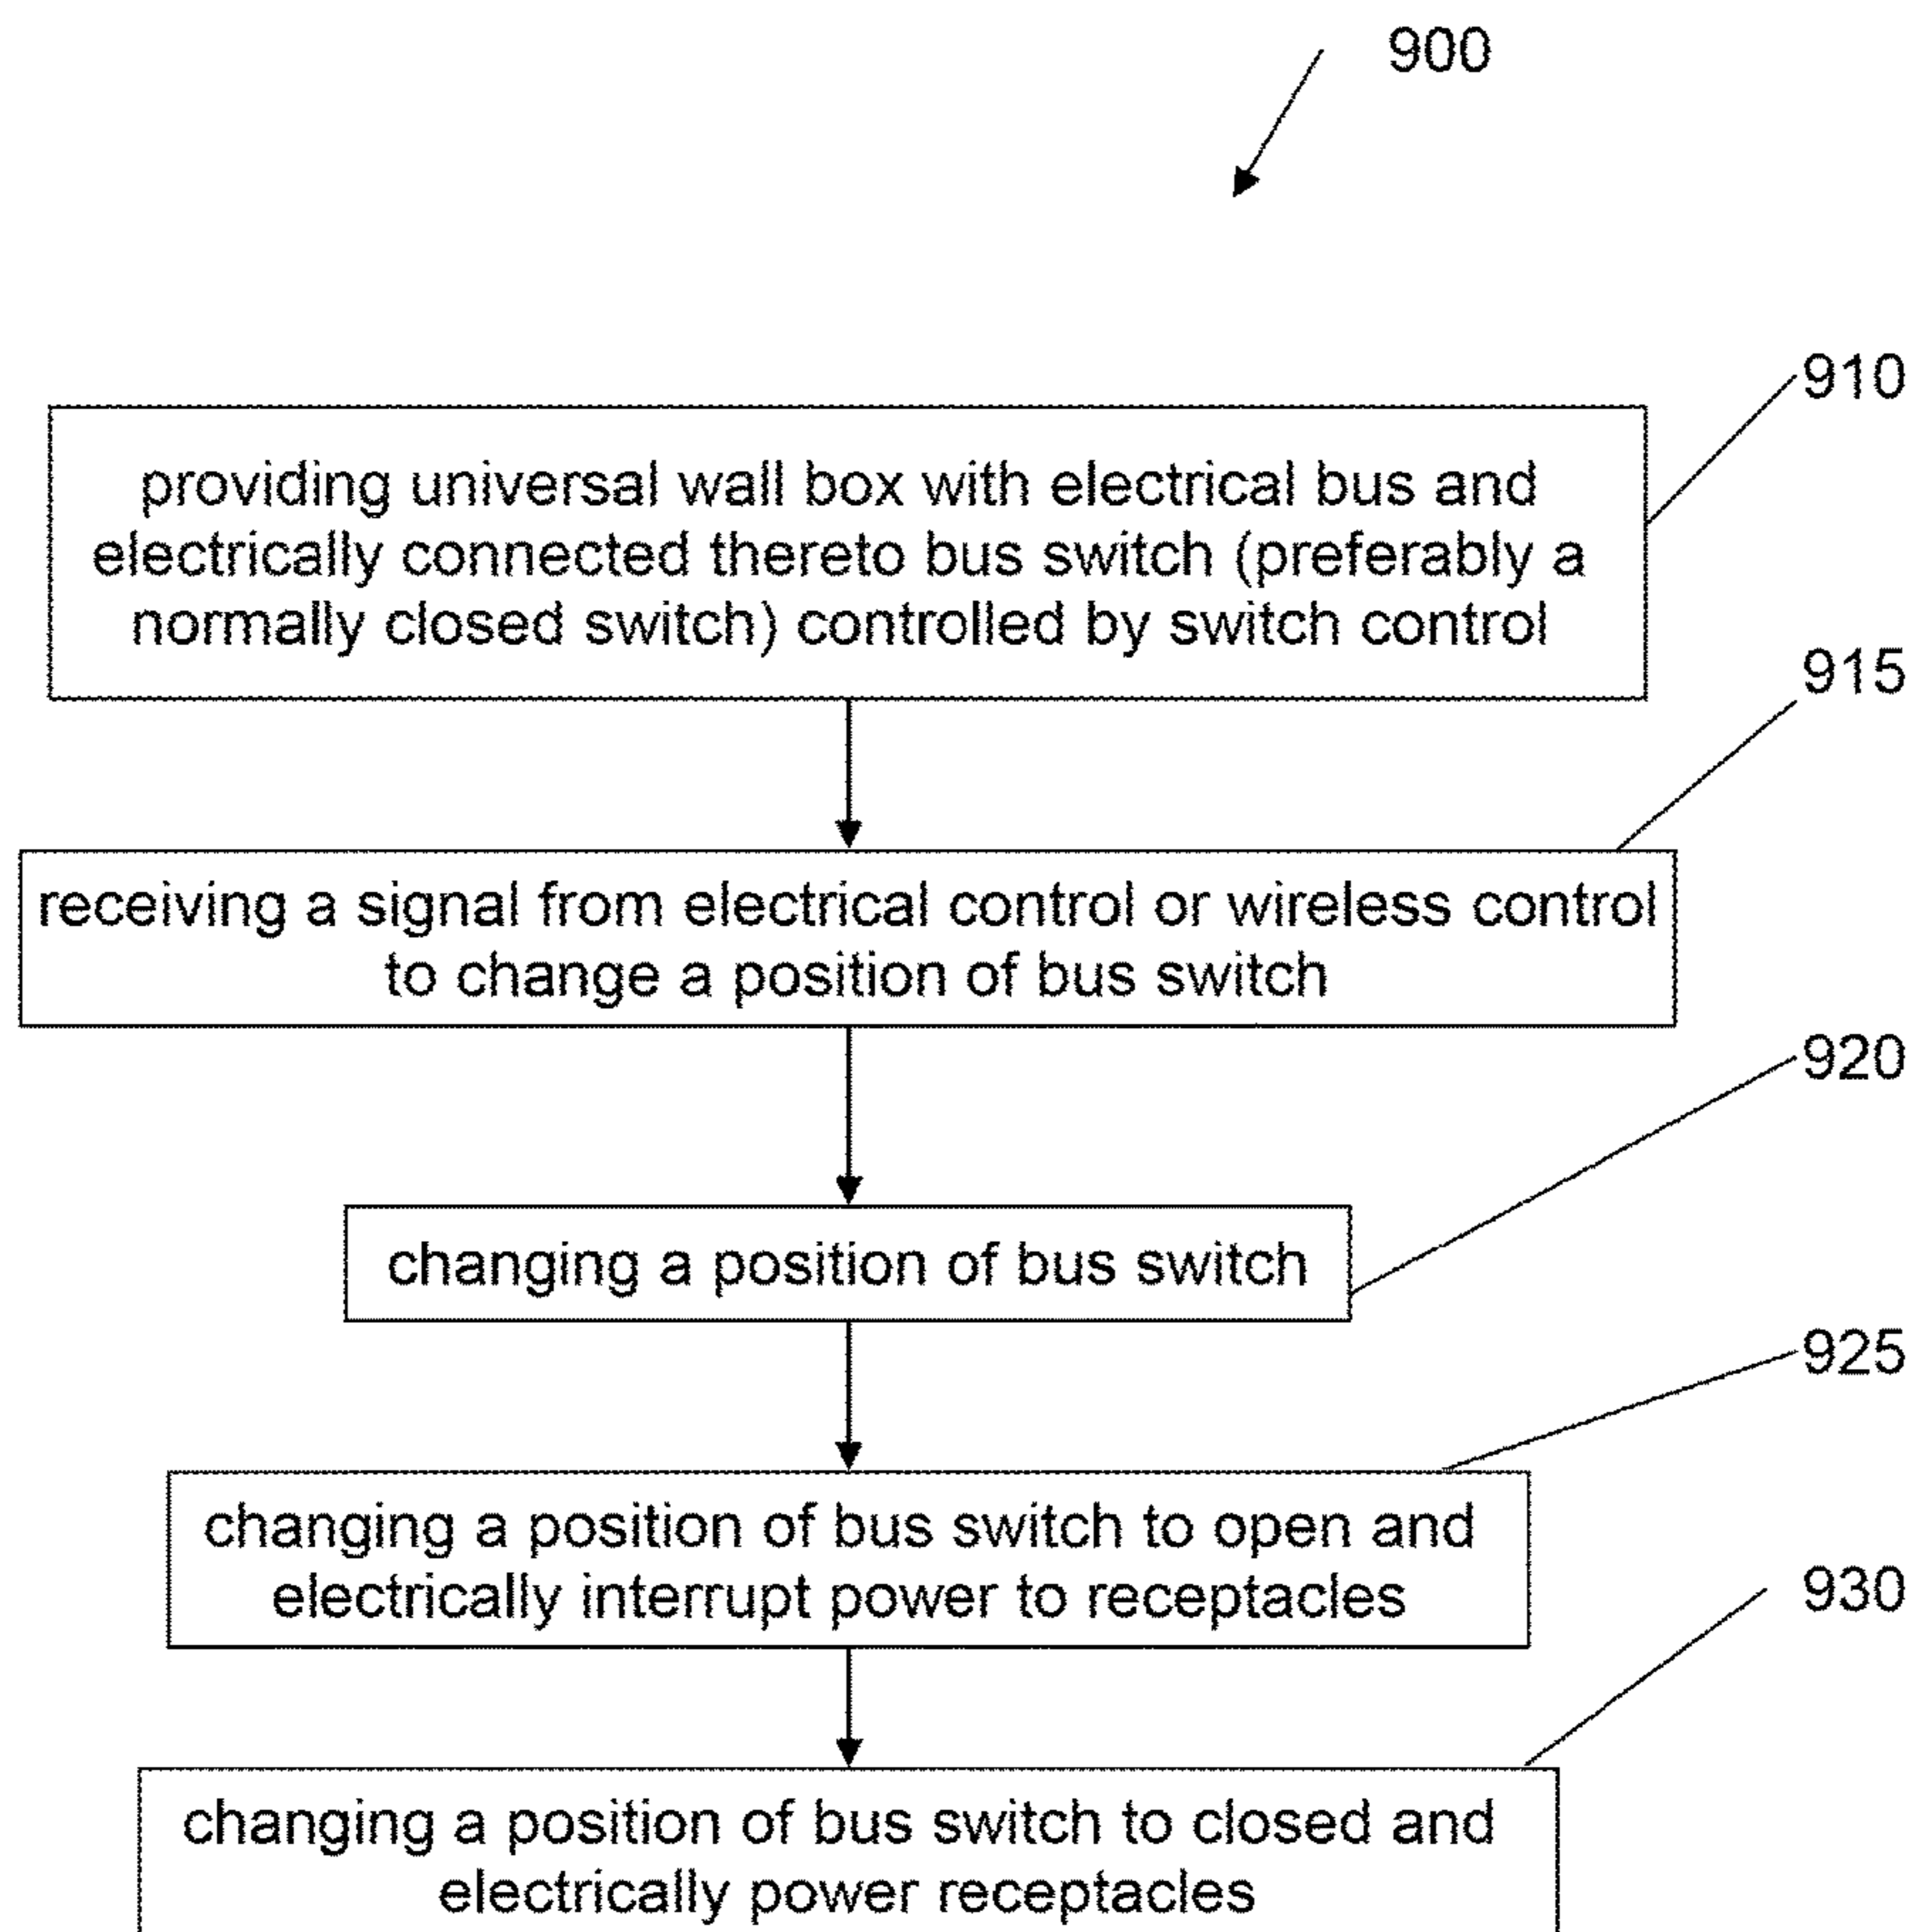 900
910
providing universal wall box with electrical bus and
electrically connected thereto bus switch (preferably a
normally closed switch) controlled by switch control
915
receiving a signal from electrical control or wireless control
to change a position of bus switch
920
changing a position of bus switch
925
changing a position of bus switch to open and
electrically interrupt power to receptacles
930
changing a position of bus switch to closed and
electrically power receptacles